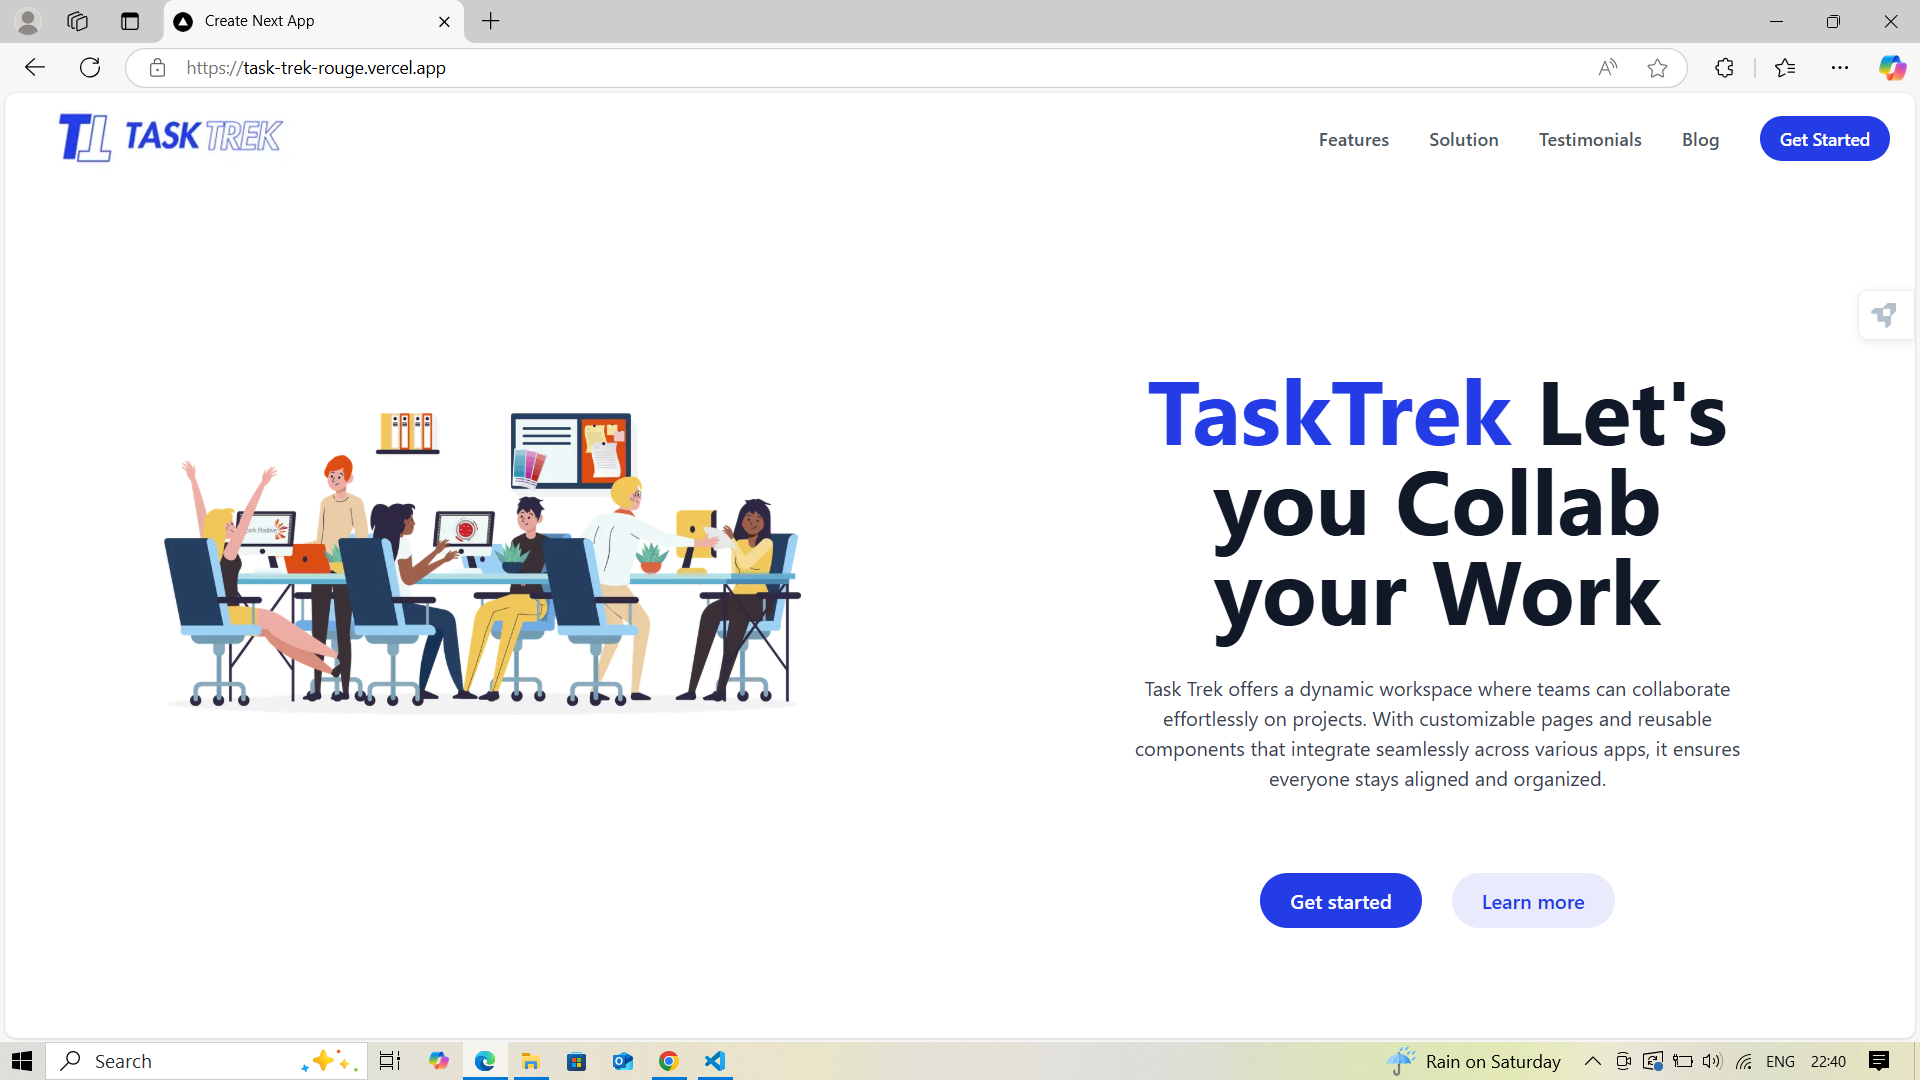 Create Next App
https://task-trek-rouge.vercel.app
TASK TREK
Features
Solution
Testimonials
Blog
Get Started
TaskTrek Let's
you Collab
your Work
Task Trek offers a dynamic workspace where teams can collaborate
effortlessly on projects. With customizable pages and reusable
components that integrate seamlessly across various apps, it ensures
everyone stays aligned and organized.
Get started
Learn more
Search
Rain on Saturday
ENG
22:40